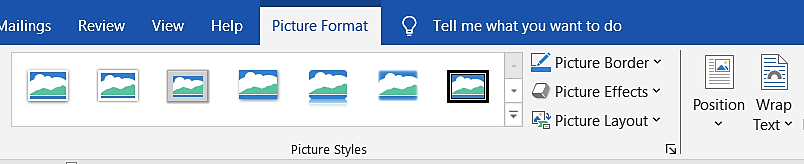 Mailings Review View Help Picture Format Tell me what you want to do
Picture Border
Picture Effects
Picture Layout
Position
Wrap
Text
Picture Styles